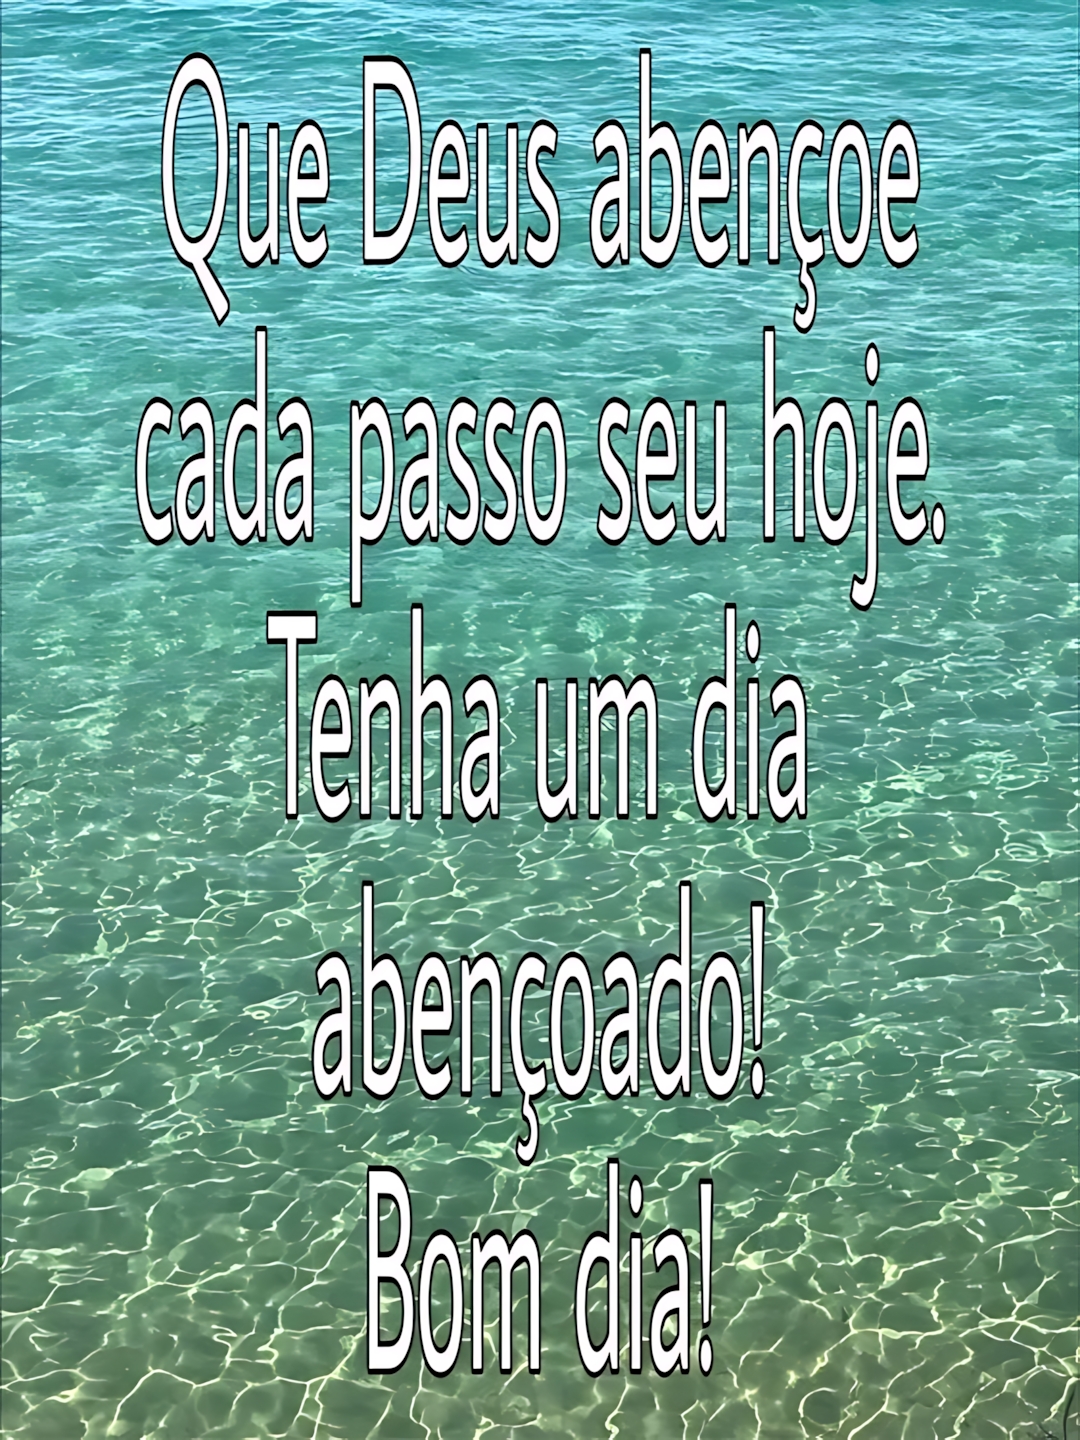 Que Deus abençoe
cada passo seu hoje.
Tenha um dia
abençoado!
Bom dia!